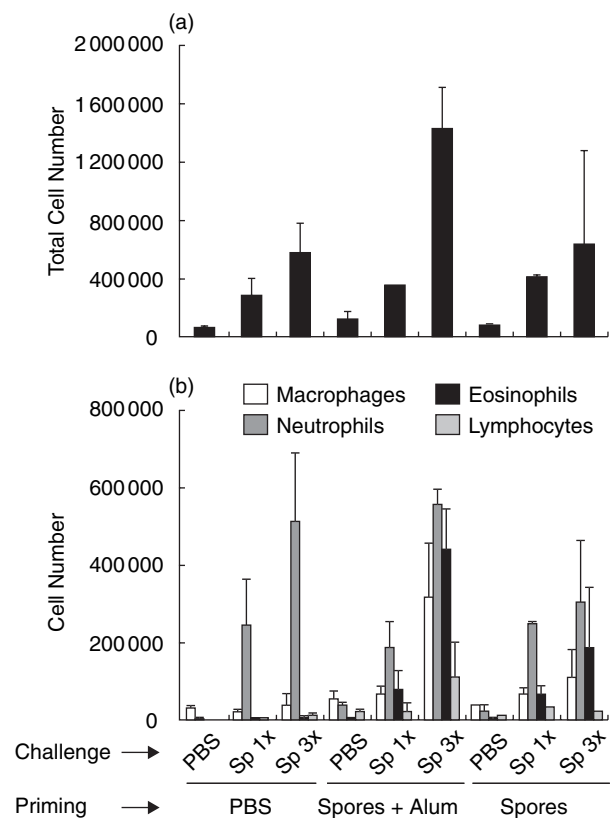 (a)
2 000 000
1 600 000
1 200 000
800 000
400 000
0
Total Cell Number
(b)
Macrophages
Eosinophils
Neutrophils
Lymphocytes
800 000
600 000
400 000
200 000
0
Cell Number
Challenge → PBS Sp 1x Sp 3x PBS Sp 1x Sp 3x PBS Sp 1x Sp 3x
Priming → PBS Spores + Alum Spores